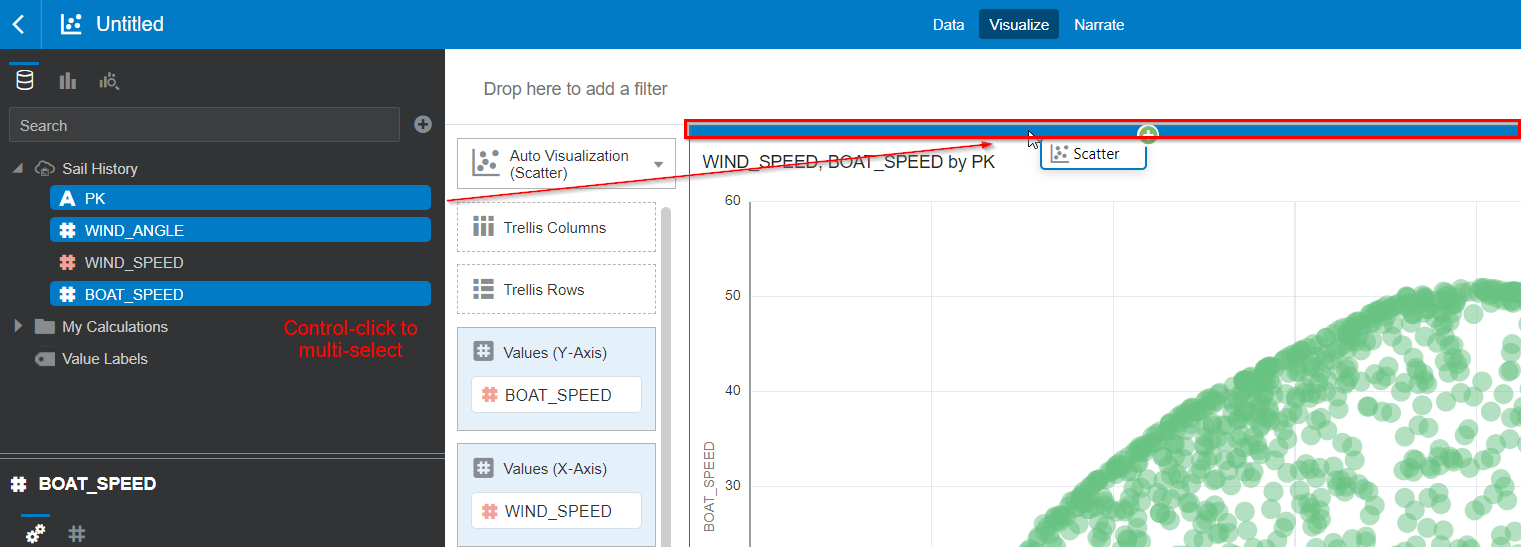 Untitled
Data
Visualize
Narrate
Search
Sail History
PK
WIND_ANGLE
WIND_SPEED
BOAT_SPEED
My Calculations
Value Labels
Control-click to
multi-select
BOAT_SPEED
Drop here to add a filter
Auto Visualization
(Scatter)
Trellis Columns
Trellis Rows
Values (Y-Axis)
BOAT_SPEED
Values (X-Axis)
WIND_SPEED
Scatter
WIND_SPEED, BOAT_SPEED by PK
60
50
40
30
BOAT_SPEED